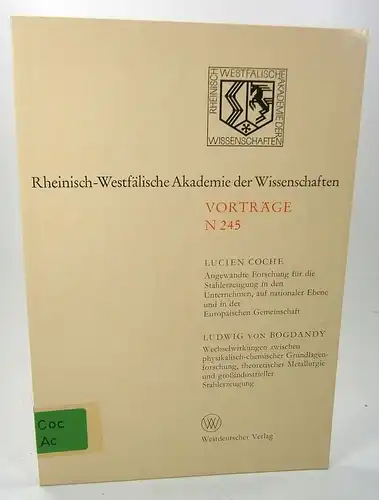 RHEINISCH
WESTFÄLISCHE
AKADEMIE DER
WISSENSCHAFTEN
Rheinisch-Westfälische Akademie der Wissenschaften
VORTRÄGE
N 245
LUCIEN COCHE
Angewandte Forschung für die
Stahlerzeugung in den
Unternehmen, auf nationaler Ebene
und in der
Europäischen Gemeinschaft
LUDWIG VON BOGDANDY
Wechselwirkungen zwischen
physikalisch-chemischer Grundlagen-
forschung, theoretischer Metallurgie
und großindustrieller
Stahlerzeugung
Coc
Ac
W
Westdeutscher Verlag